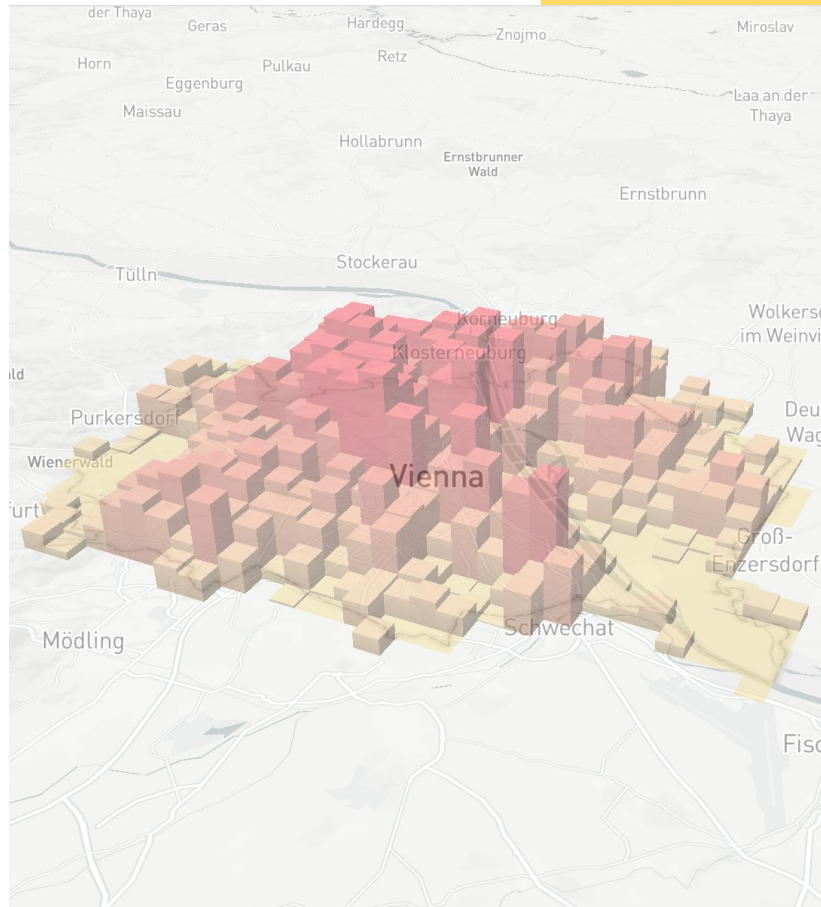 der Thaya
Geras
Hardegg
Znojmo
Miroslav
Horn
Pulkau
Retz
Eggenburg
Maissau
Laa an der
Thaya
Hollabrunn
Ernstbrunner
Wald
Ernstbrunn
Stockerau
Tulln
Korneuburg
Wolkers
im Weinvi
Klosterneuburg
ald
Purkersdorf
Deu
Wag
Wienerwald
Vienna
furt
Groß-
Enzersdorf
Schwechat
Mödling
Fisc